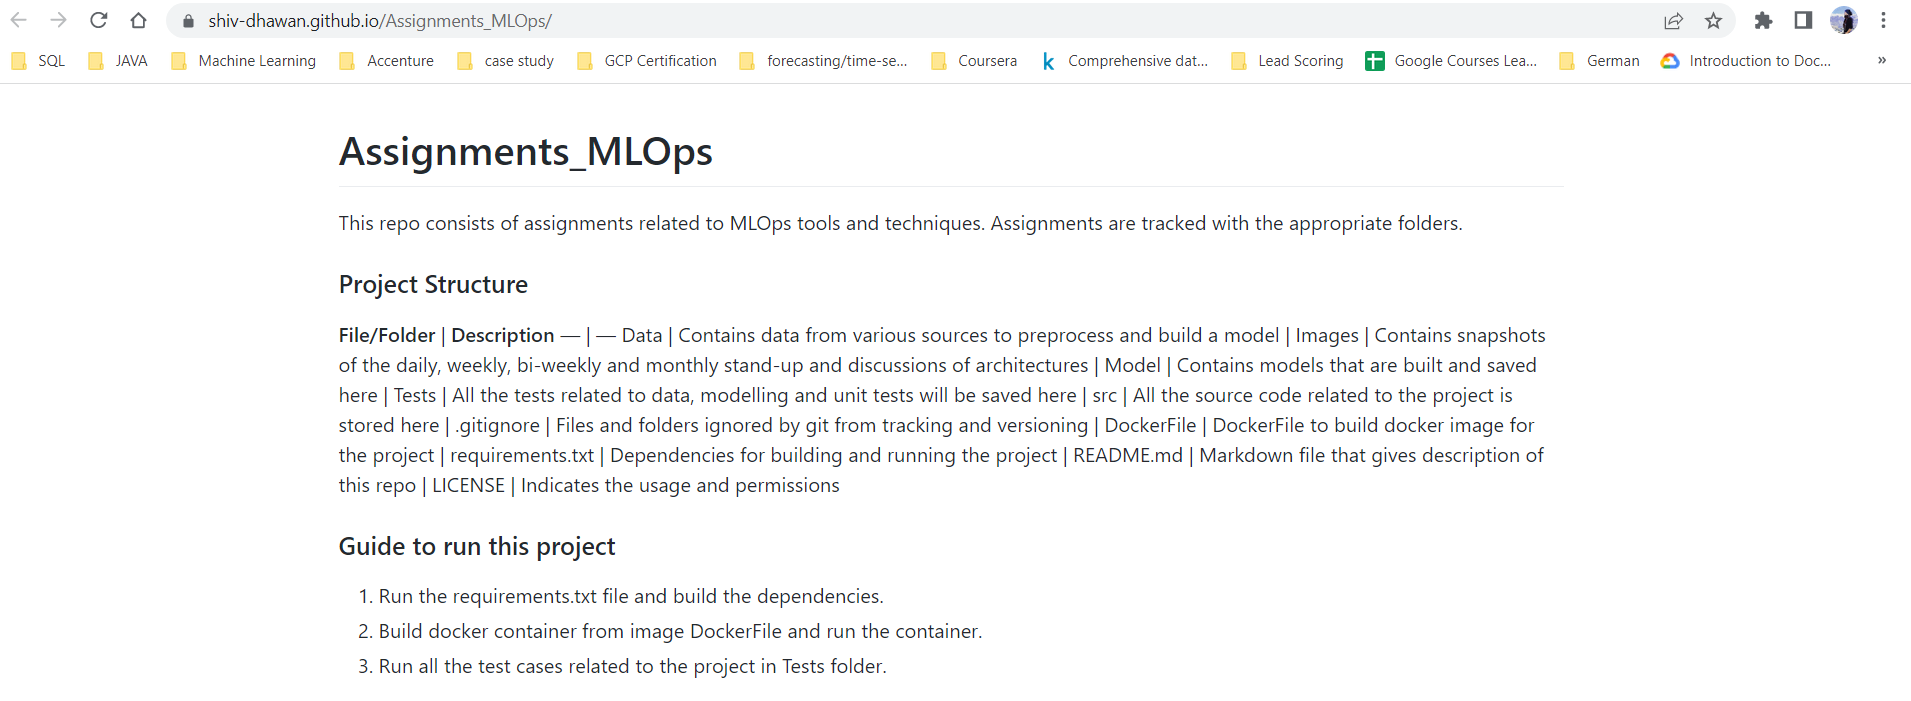 shiv-dhawan.github.io/Assignments_MLOps/
SQL JAVA Machine Learning Accenture case study GCP Certification forecasting/time-se... Coursera k Comprehensive dat... Lead Scoring Google Courses Lea... German Introduction to Doc... »
Assignments_MLOps
This repo consists of assignments related to MLOps tools and techniques. Assignments are tracked with the appropriate folders.
Project Structure
File/Folder | Description — | — Data | Contains data from various sources to preprocess and build a model | Images | Contains snapshots
of the daily, weekly, bi-weekly and monthly stand-up and discussions of architectures | Model | Contains models that are built and saved
here | Tests | All the tests related to data, modelling and unit tests will be saved here | src | All the source code related to the project is
stored here | .gitignore | Files and folders ignored by git from tracking and versioning | DockerFile | DockerFile to build docker image for
the project | requirements.txt | Dependencies for building and running the project | README.md | Markdown file that gives description of
this repo | LICENSE | Indicates the usage and permissions
Guide to run this project
1. Run the requirements.txt file and build the dependencies.
2. Build docker container from image DockerFile and run the container.
3. Run all the test cases related to the project in Tests folder.